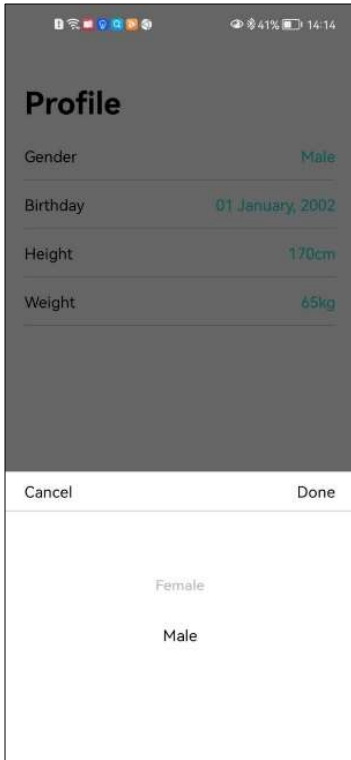 41% 14:14
Profile
Gender Male
Birthday 01 January, 2002
Height 170cm
Weight 65kg
Cancel Done
Female
Male